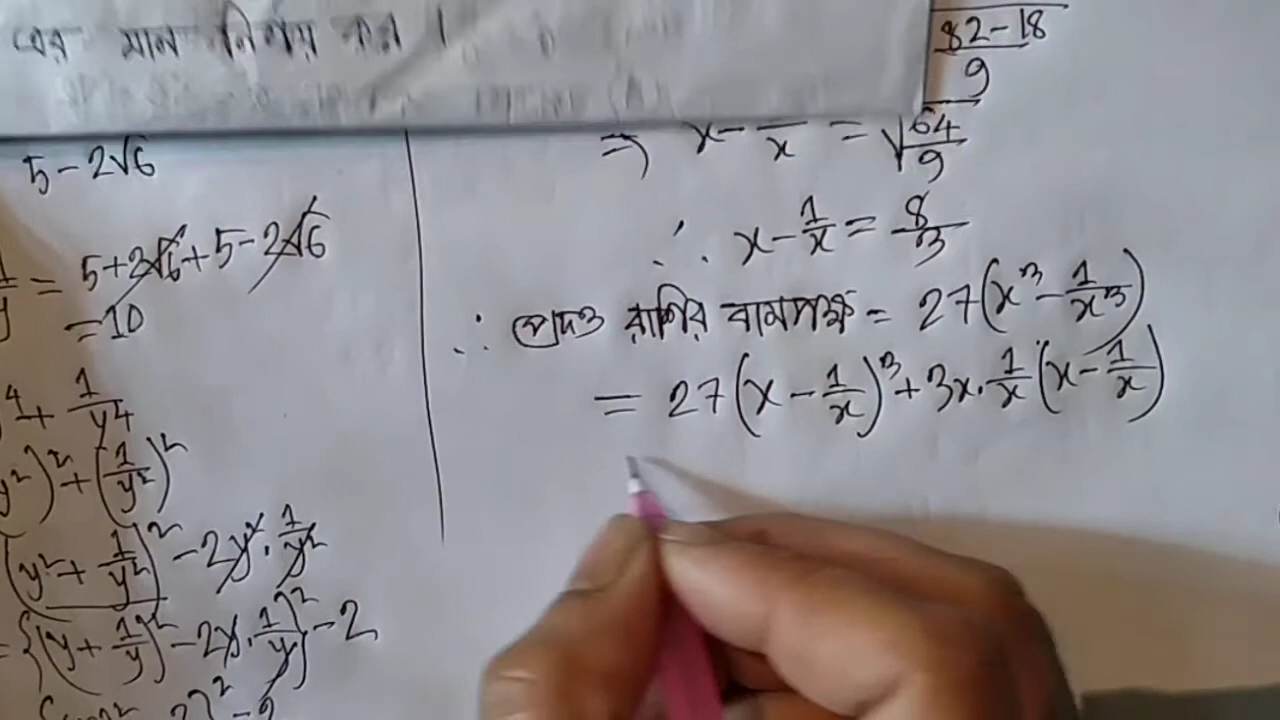 এর মান নির্ণয় কর।
5-2√6
= 5+2√6+5-2√6
=10
4+1/y4
y²)²+(1/y²)²
(y²+1/y²)²-2y².1/y²
={(y+1/y)²-2y.1/y}²-2
82-18/9
⇒ x-/x = √64/9
∴ x-1/x = 8/3
∴ প্রদত্ত রাশির বামপক্ষ = 27(x³-1/x³)
= 27(x-1/x)³+3x.1/x(x-1/x)